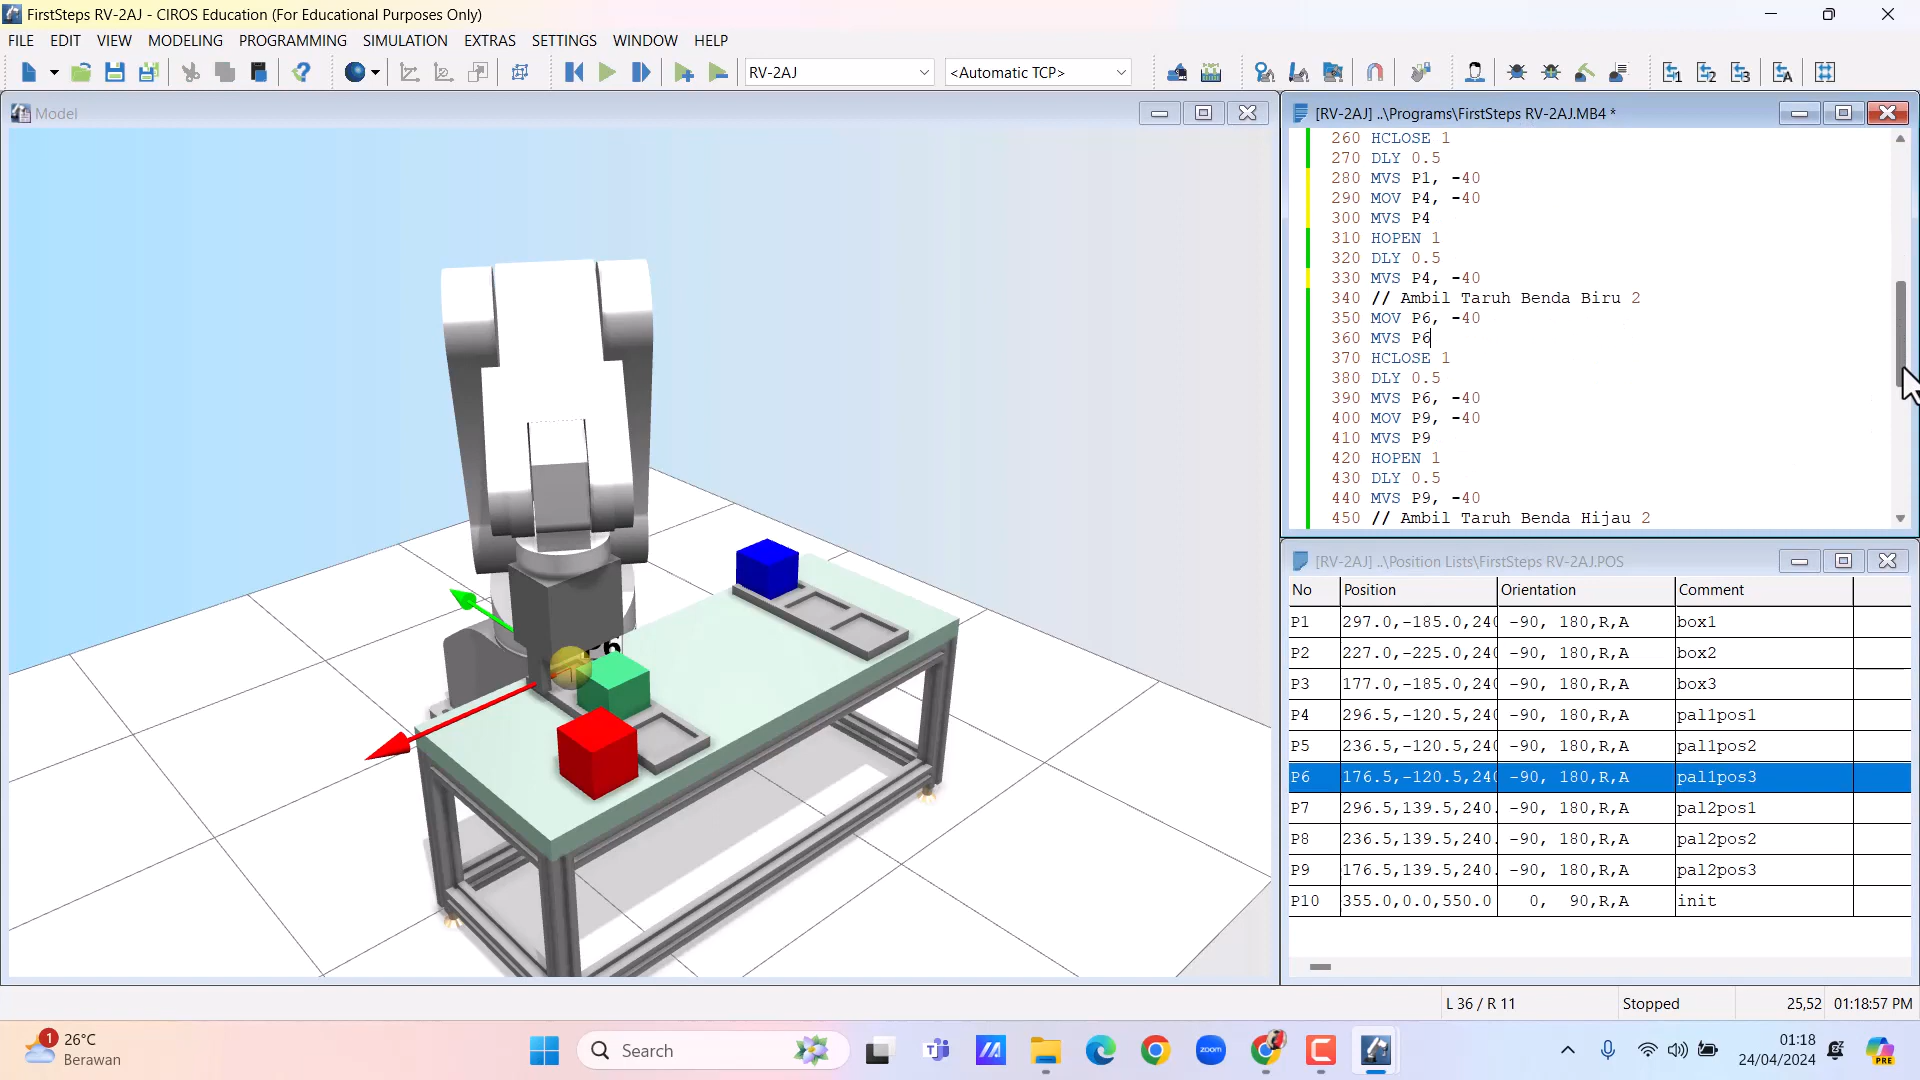 FirstSteps RV-2AJ - CIROS Education (For Educational Purposes Only)
FILE EDIT VIEW MODELING PROGRAMMING SIMULATION EXTRAS SETTINGS WINDOW HELP
RV-2AJ <Automatic TCP>
Model
[RV-2AJ] ..\Programs\FirstSteps RV-2AJ.MB4 *
260 HCLOSE 1
270 DLY 0.5
280 MVS P1, -40
290 MOV P4, -40
300 MVS P4
310 HOPEN 1
320 DLY 0.5
330 MVS P4, -40
340 // Ambil Taruh Benda Biru 2
350 MOV P6, -40
360 MVS P6
370 HCLOSE 1
380 DLY 0.5
390 MVS P6, -40
400 MOV P9, -40
410 MVS P9
420 HOPEN 1
430 DLY 0.5
440 MVS P9, -40
450 // Ambil Taruh Benda Hijau 2
[RV-2AJ] ..\Position Lists\FirstSteps RV-2AJ.POS
No Position Orientation Comment
P1 297.0,-185.0,240 -90, 180,R,A box1
P2 227.0,-225.0,240 -90, 180,R,A box2
P3 177.0,-185.0,240 -90, 180,R,A box3
P4 296.5,-120.5,240 -90, 180,R,A pal1pos1
P5 236.5,-120.5,240 -90, 180,R,A pal1pos2
P6 176.5,-120.5,240 -90, 180,R,A pal1pos3
P7 296.5,139.5,240. -90, 180,R,A pal2pos1
P8 236.5,139.5,240. -90, 180,R,A pal2pos2
P9 176.5,139.5,240. -90, 180,R,A pal2pos3
P10 355.0,0.0,550.0 0, 90,R,A init
L 36 / R 11 Stopped 25,52 01:18:57 PM
1 26°C
Berawan
Search
zoom
01:18
24/04/2024
PRE